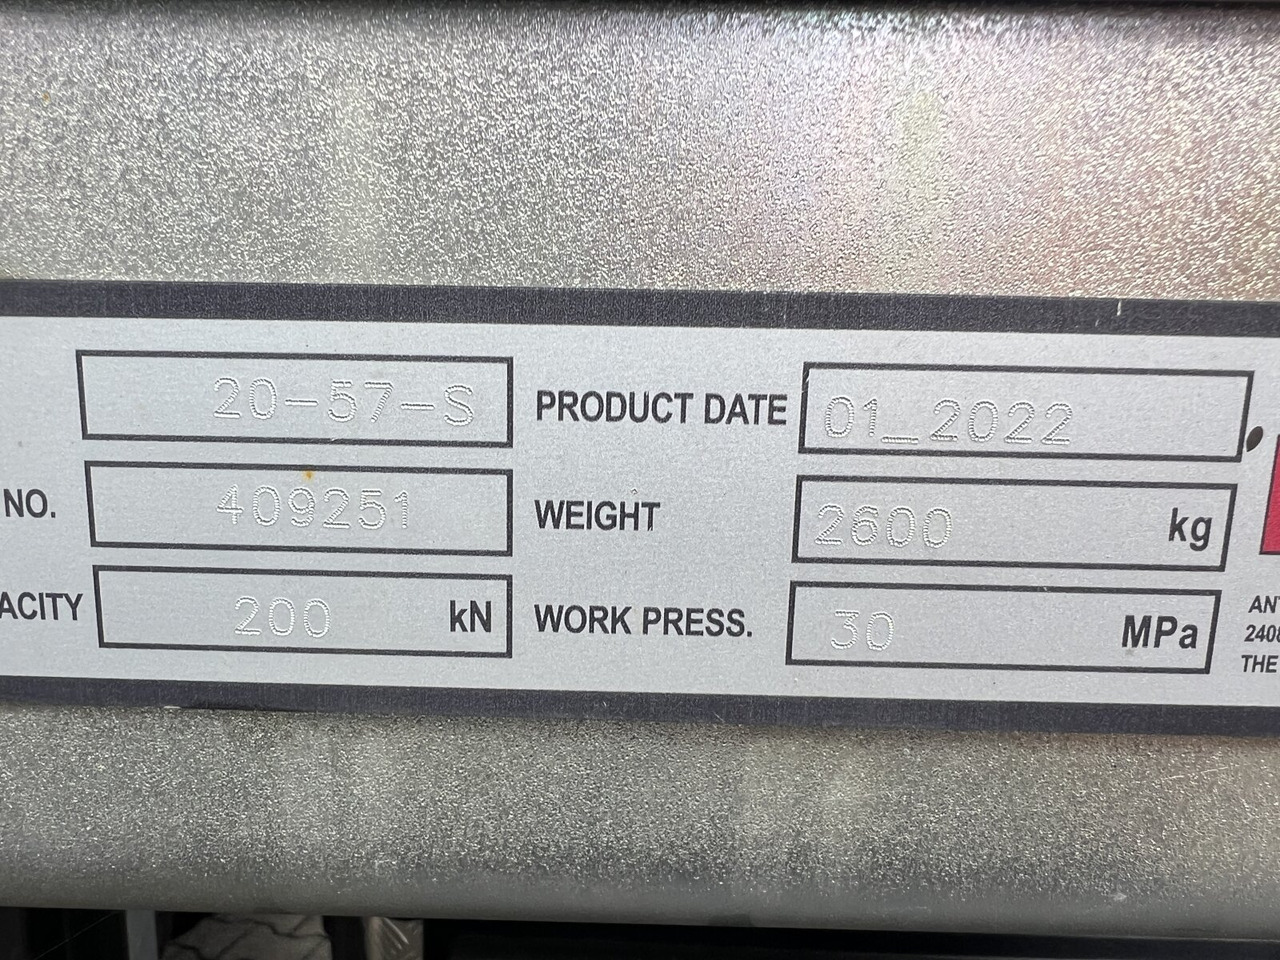 20-57-S PRODUCT DATE 01_2022
NO. 409251 WEIGHT 2600 kg
ACITY 200 kN WORK PRESS. 30 MPa
ANT
2408
THE